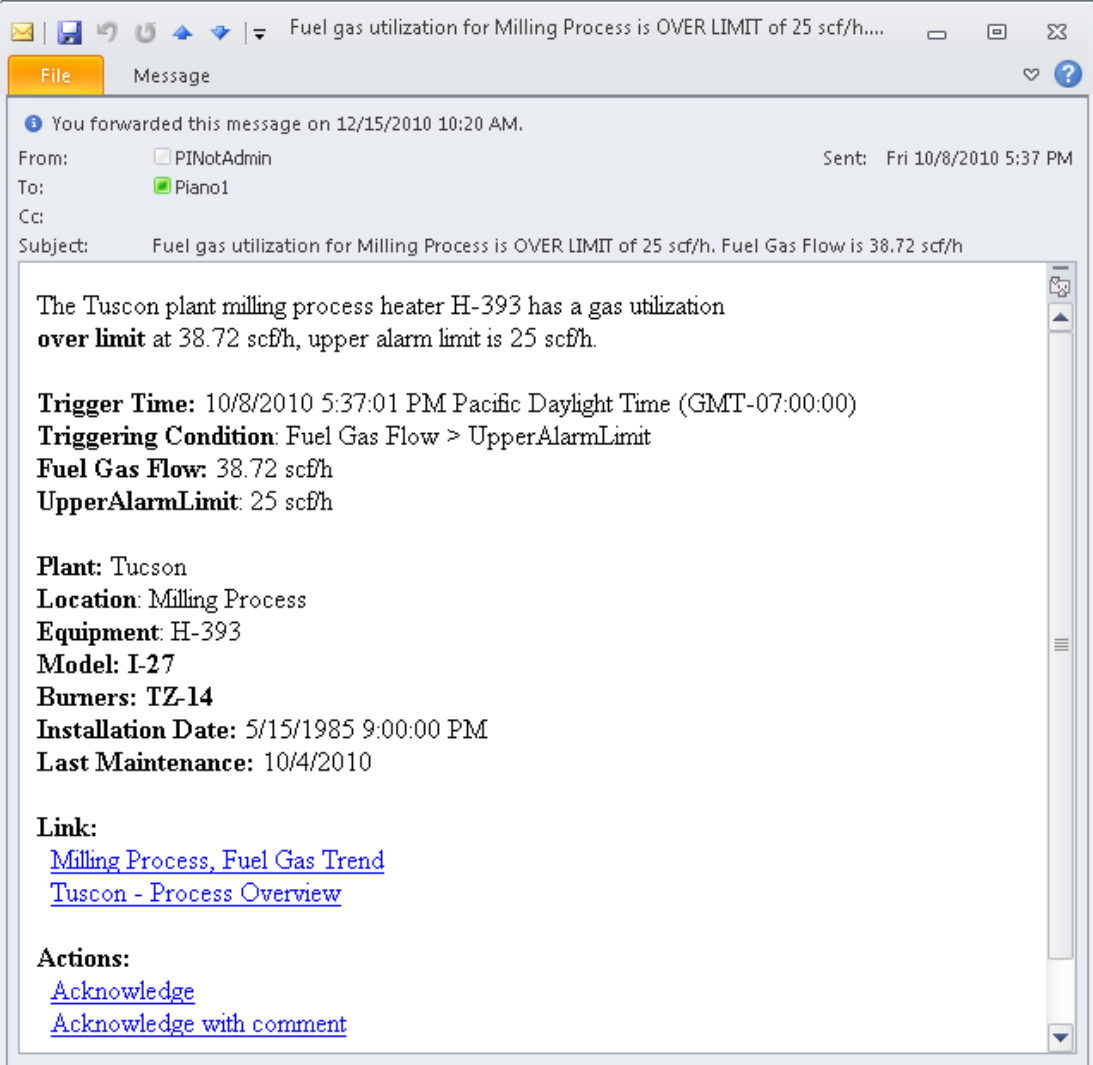 Fuel gas utilization for Milling Process is OVER LIMIT of 25 scf/h....
File Message
You forwarded this message on 12/15/2010 10:20 AM.
From: PINotAdmin Sent: Fri 10/8/2010 5:37 PM
To: Piano1
Cc:
Subject: Fuel gas utilization for Milling Process is OVER LIMIT of 25 scf/h. Fuel Gas Flow is 38.72 scf/h
The Tuscon plant milling process heater H-393 has a gas utilization
over limit at 38.72 scf/h, upper alarm limit is 25 scf/h.
Trigger Time: 10/8/2010 5:37:01 PM Pacific Daylight Time (GMT-07:00:00)
Triggering Condition: Fuel Gas Flow > UpperAlarmLimit
Fuel Gas Flow: 38.72 scf/h
UpperAlarmLimit: 25 scf/h
Plant: Tucson
Location: Milling Process
Equipment: H-393
Model: I-27
Burners: TZ-14
Installation Date: 5/15/1985 9:00:00 PM
Last Maintenance: 10/4/2010
Link:
Milling Process, Fuel Gas Trend
Tuscon - Process Overview
Actions:
Acknowledge
Acknowledge with comment